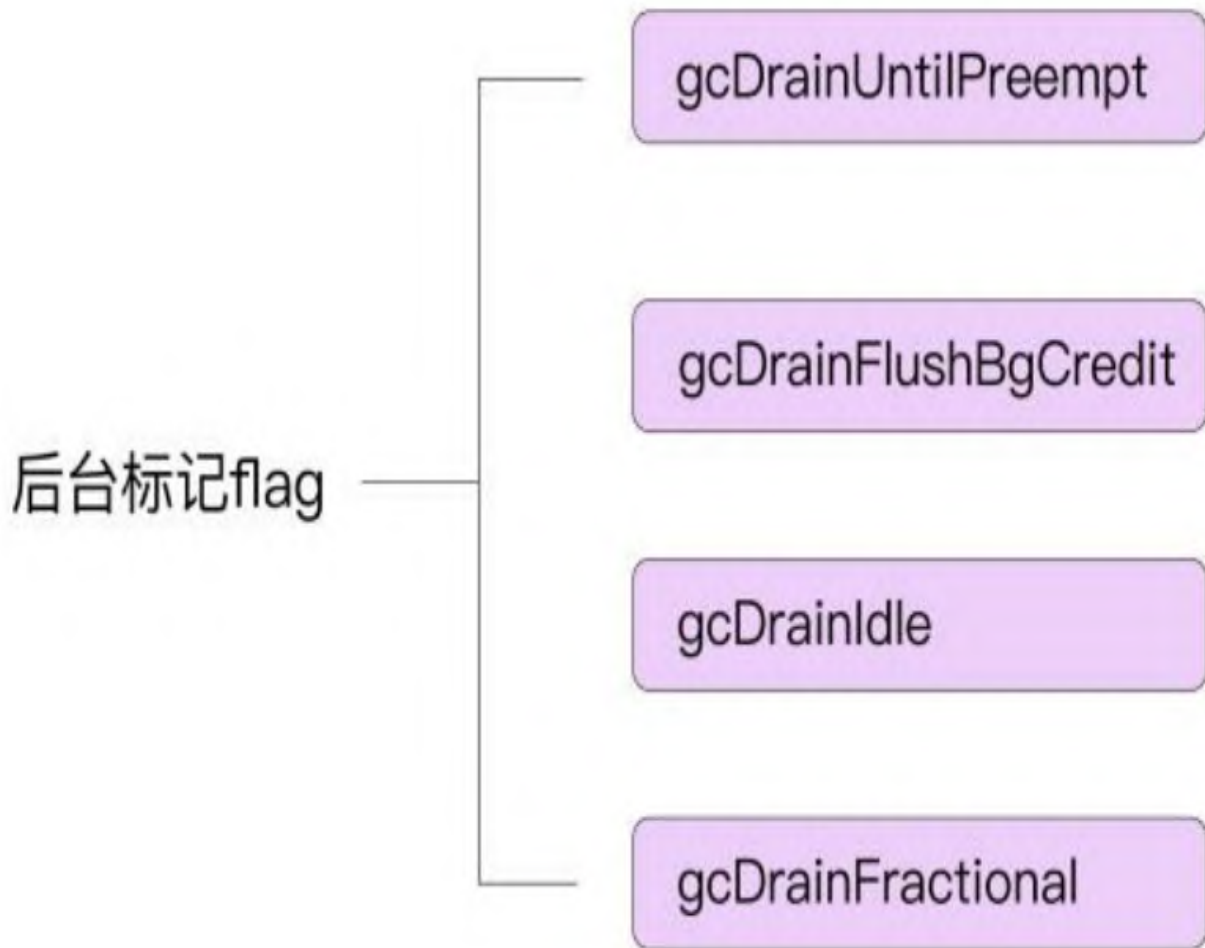 gcDrainUntilPreempt
gcDrainFlushBgCredit
后台标记flag
gcDrainIdle
gcDrainFractional